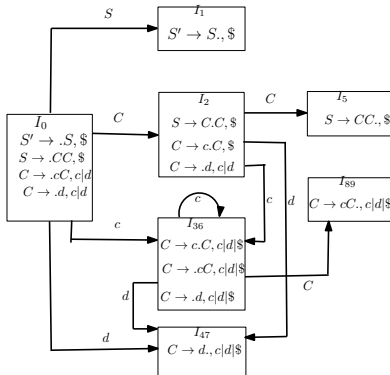 S
I₁
S' → S., $
I₀
S' → .S, $
S → .CC, $
C → .cC, c|d
C → .d, c|d
C
I₂
S → C.C, $
C → c.C, $
C → .d, c|d
C
I₅
S → CC., $
c
d
I₈₉
C → cC., c|d|$
c
c
I₃₆
C → c.C, c|d|$
C → .cC, c|d|$
C → .d, c|d|$
C
d
d
I₄₇
C → d., c|d|$